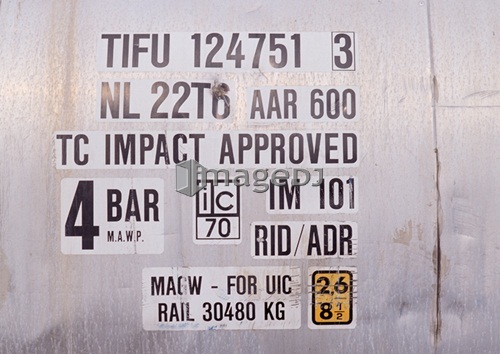 TIFU 124751 3
NL 22T6 AAR 600
TC IMPACT APPROVED
4 BAR
M.A.W.P.
ic
70
IM 101
RID/ADR
MAGW - FOR UIC
RAIL 30480 KG
2,6
8 1/2
imageDJ